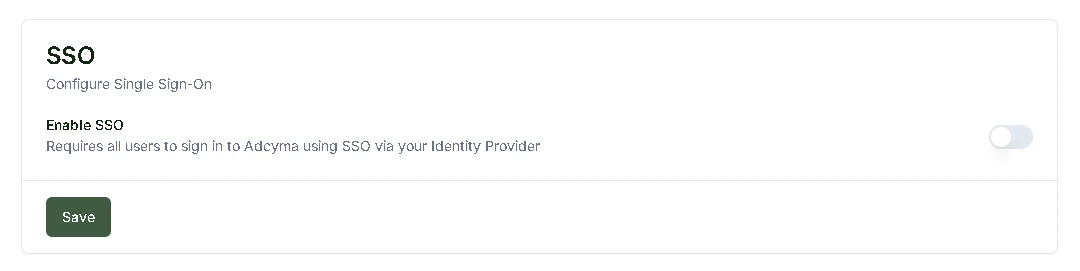 SSO
Configure Single Sign-On
Enable SSO
Requires all users to sign in to Adcyma using SSO via your Identity Provider
Save